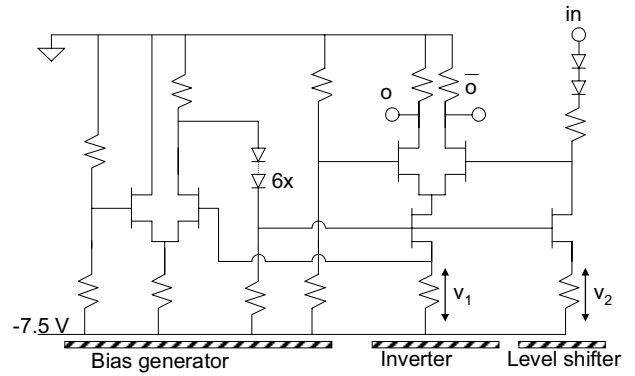 in
o
o̅
6x
v₁
v₂
-7.5 V
Bias generator
Inverter
Level shifter